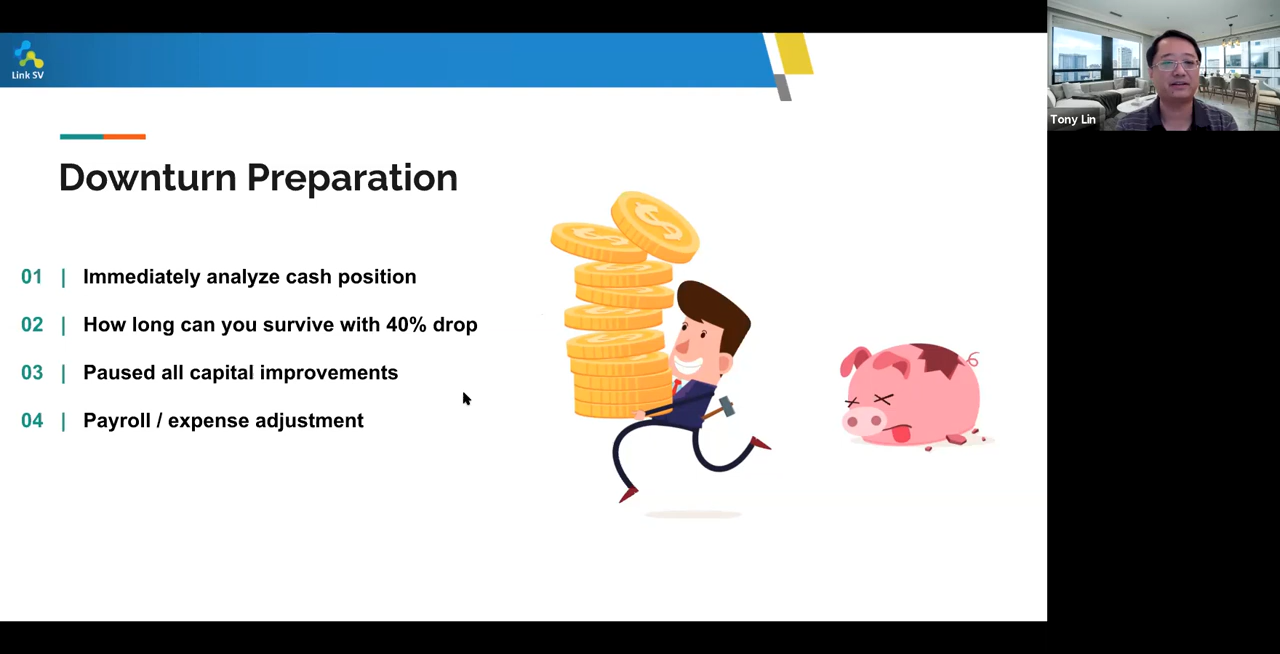 Link SV
Tony Lin
Downturn Preparation
01 | Immediately analyze cash position
02 | How long can you survive with 40% drop
03 | Paused all capital improvements
04 | Payroll / expense adjustment
$
$